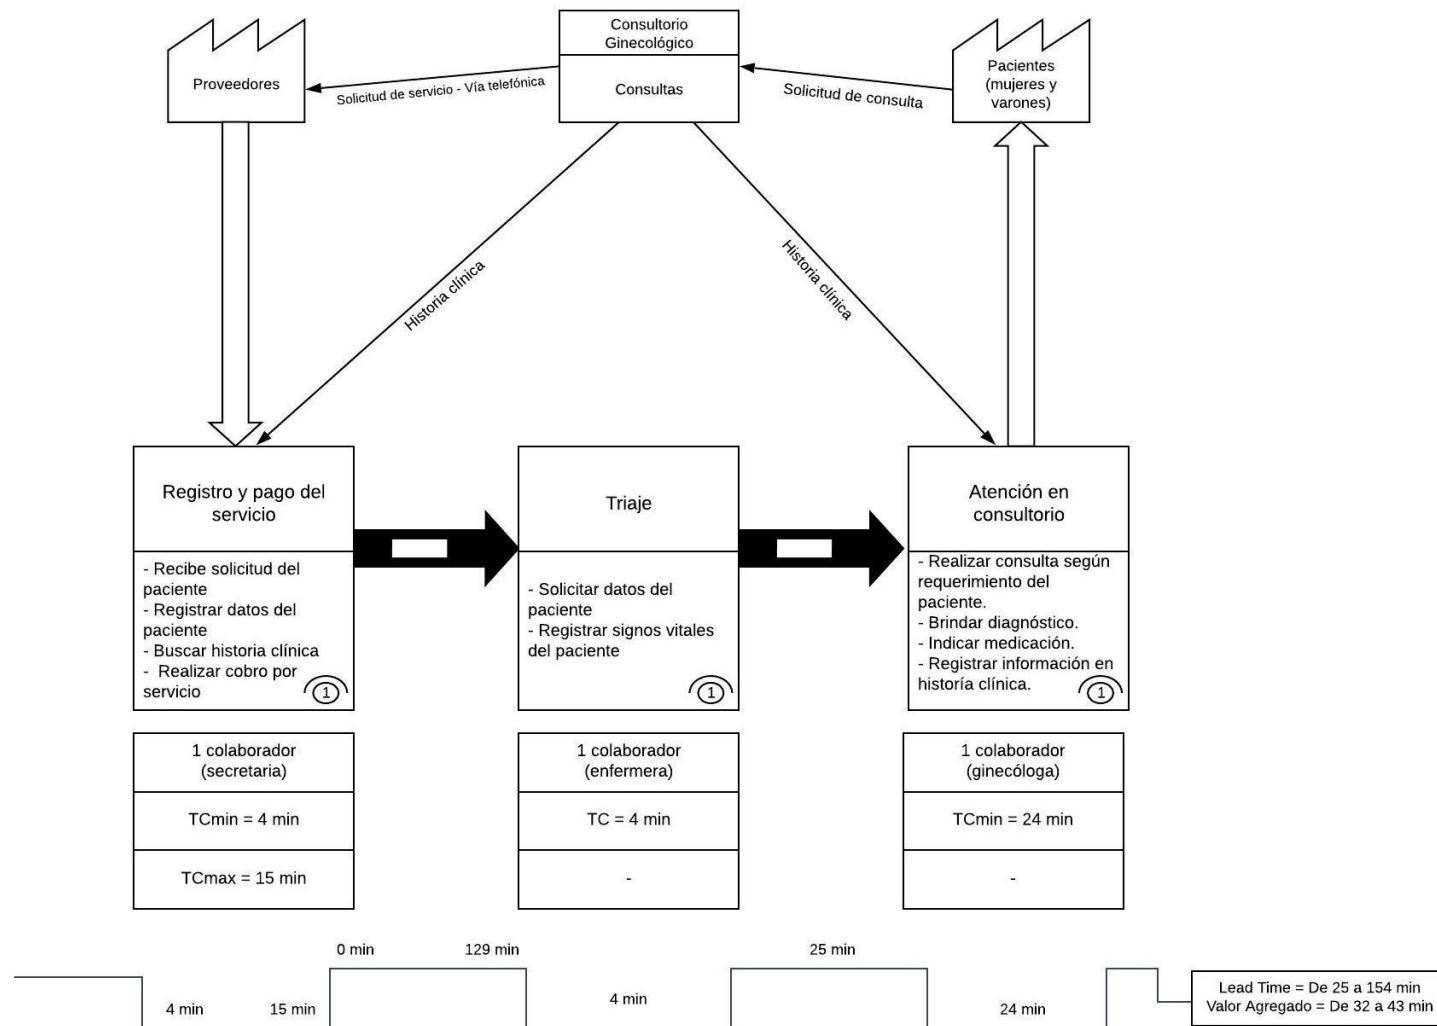 Consultorio
Ginecológico
Consultas
Proveedores
Solicitud de servicio - Vía telefónica
Solicitud de consulta
Pacientes
(mujeres y
varones)
Historia clínica
Historia clínica
Registro y pago del
servicio
- Recibe solicitud del
paciente
- Registrar datos del
paciente
- Buscar historia clínica
- Realizar cobro por
servicio
1
Triaje
- Solicitar datos del
paciente
- Registrar signos vitales
del paciente
1
Atención en
consultorio
- Realizar consulta según
requerimiento del
paciente.
- Brindar diagnóstico.
- Indicar medicación.
- Registrar información en
historía clínica.
1
1 colaborador
(secretaria)
TCmin = 4 min
TCmax = 15 min
1 colaborador
(enfermera)
TC = 4 min
-
1 colaborador
(ginecóloga)
TCmin = 24 min
-
0 min
129 min
25 min
4 min
15 min
4 min
24 min
Lead Time = De 25 a 154 min
Valor Agregado = De 32 a 43 min